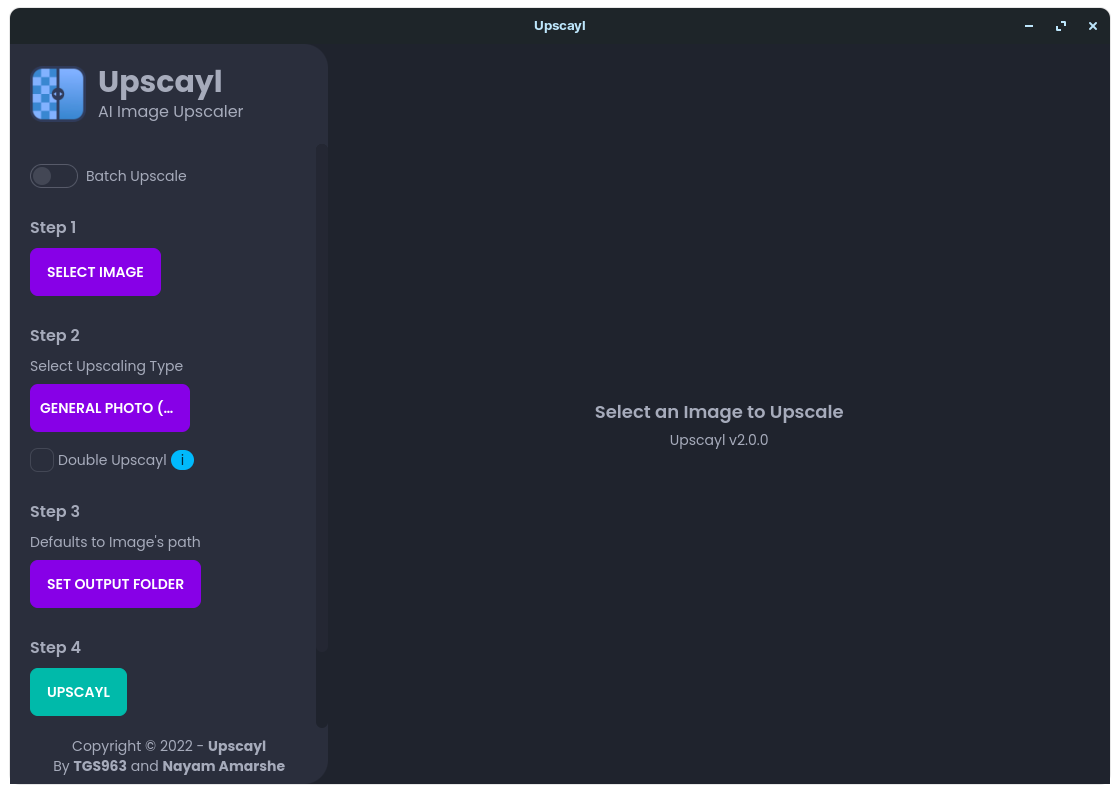 Upscayl
Upscayl
AI Image Upscaler
Batch Upscale
Step 1
SELECT IMAGE
Step 2
Select Upscaling Type
GENERAL PHOTO (...
Double Upscayl i
Step 3
Defaults to Image's path
SET OUTPUT FOLDER
Step 4
UPSCAYL
Copyright © 2022 - Upscayl
By TGS963 and Nayam Amarshe
Select an Image to Upscale
Upscayl v2.0.0